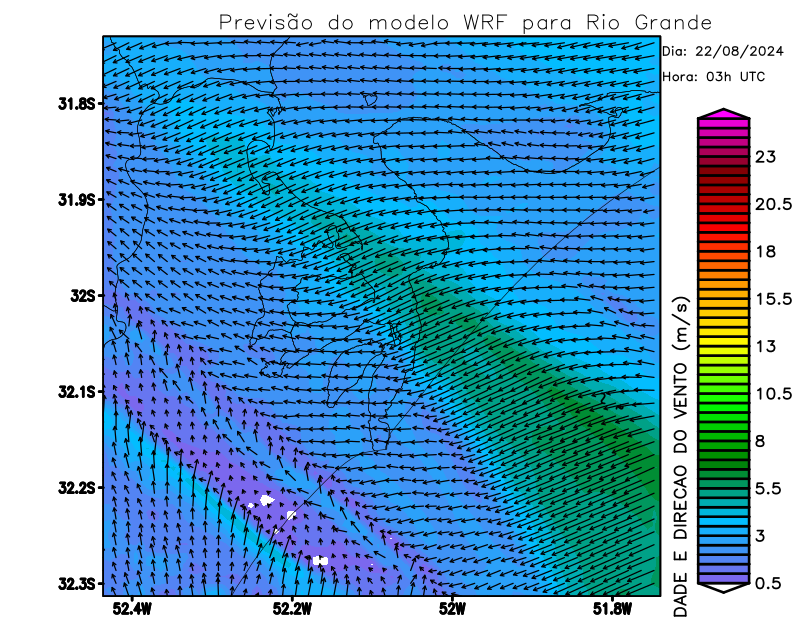 Previsão do modelo WRF para Rio Grande
Dia: 22/08/2024
Hora: 03h UTC
31.8S
31.9S
32S
32.1S
32.2S
32.3S
52.4W
52.2W
52W
51.8W
23
20.5
18
15.5
13
10.5
8
5.5
3
0.5
DADE E DIRECAO DO VENTO (m/s)